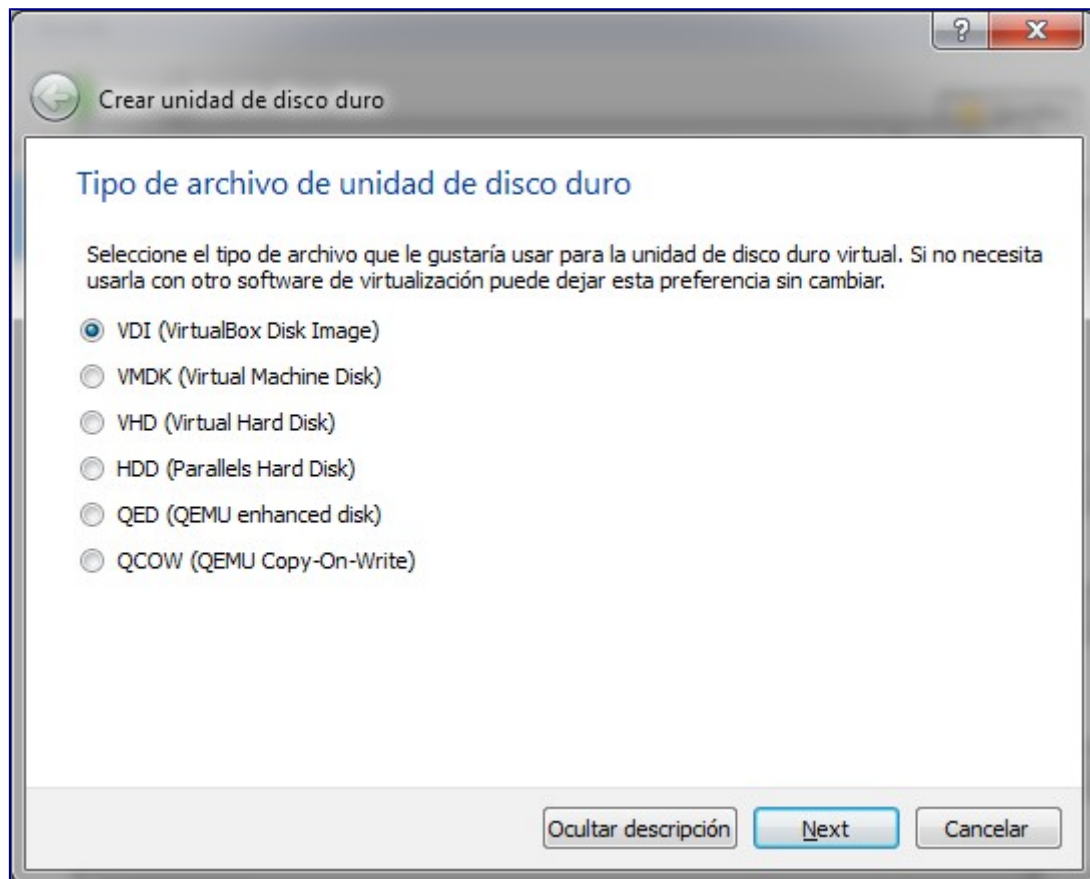 ?
Crear unidad de disco duro
Tipo de archivo de unidad de disco duro
Seleccione el tipo de archivo que le gustaría usar para la unidad de disco duro virtual. Si no necesita
usarla con otro software de virtualización puede dejar esta preferencia sin cambiar.
VDI (VirtualBox Disk Image)
VMDK (Virtual Machine Disk)
VHD (Virtual Hard Disk)
HDD (Parallels Hard Disk)
QED (QEMU enhanced disk)
QCOW (QEMU Copy-On-Write)
Ocultar descripción Next Cancelar